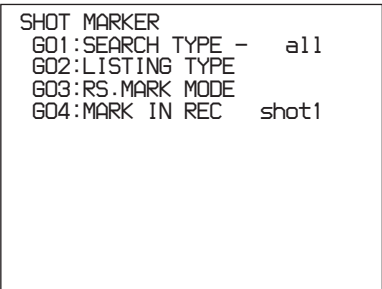 SHOT MARKER
G01:SEARCH TYPE - all
G02:LISTING TYPE
G03:RS.MARK MODE
G04:MARK IN REC shot1